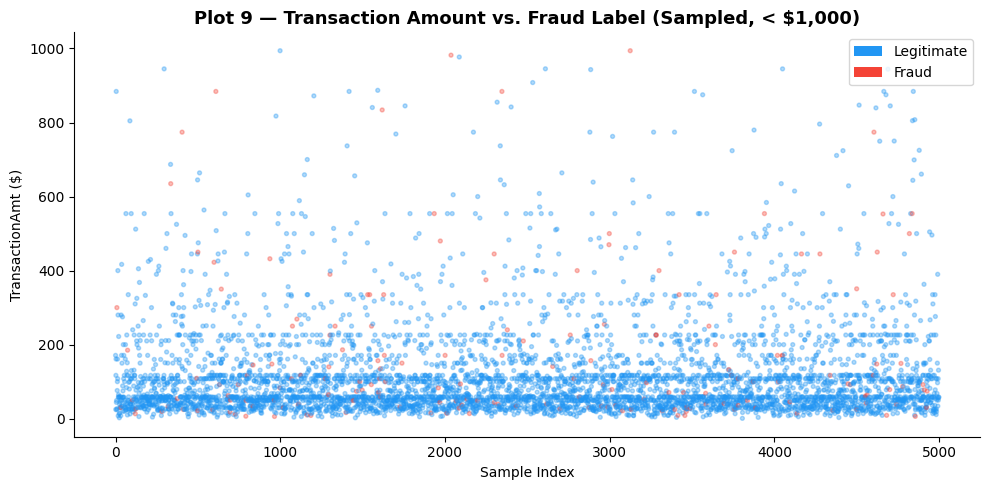 Plot 9 — Transaction Amount vs. Fraud Label (Sampled, < $1,000)
Legitimate
Fraud
TransactionAmt ($)
1000
800
600
400
200
0
0 1000 2000 3000 4000 5000
Sample Index